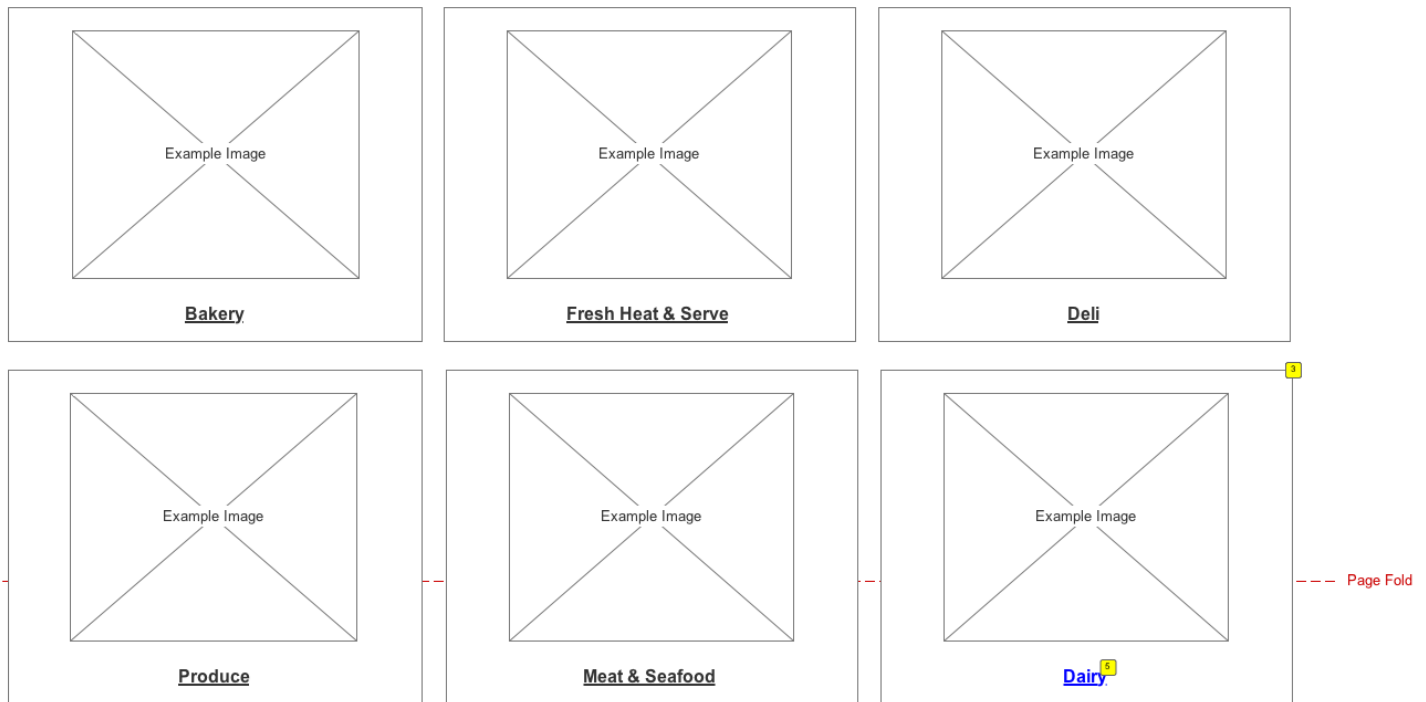 Example Image
Example Image
Example Image
Bakery
Fresh Heat & Serve
Deli
3
Example Image
Example Image
Example Image
Page Fold
Produce
Meat & Seafood
Dairy
5